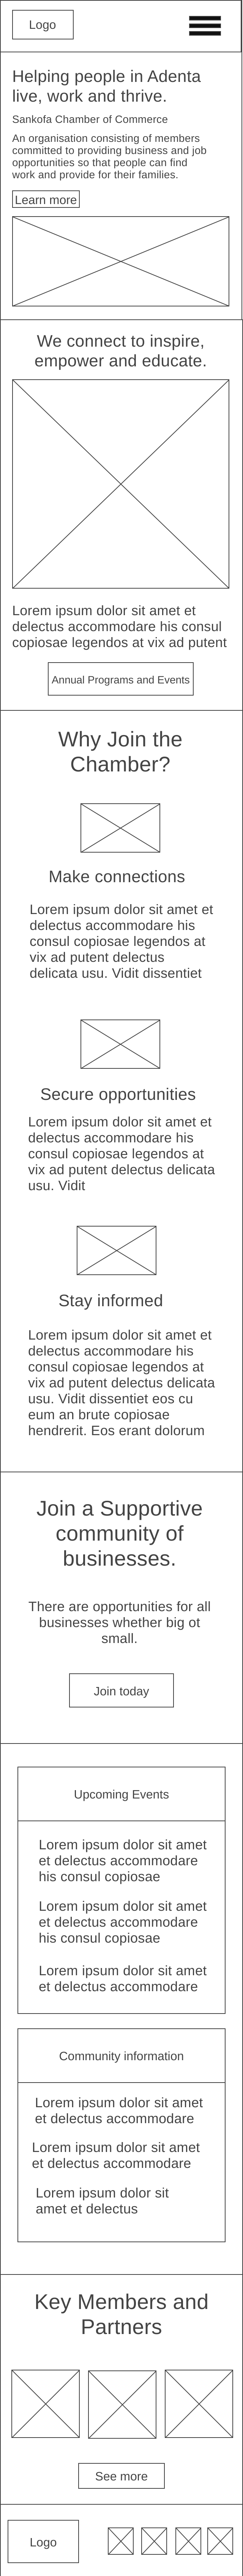 Logo
Helping people in Adenta
live, work and thrive.
Sankofa Chamber of Commerce
An organisation consisting of members
committed to providing business and job
opportunities so that people can find
work and provide for their families.
Learn more
We connect to inspire,
empower and educate.
Lorem ipsum dolor sit amet et
delectus accommodare his consul
copiosae legendos at vix ad putent
Annual Programs and Events
Why Join the
Chamber?
Make connections
Lorem ipsum dolor sit amet et
delectus accommodare his
consul copiosae legendos at
vix ad putent delectus
delicata usu. Vidit dissentiet
Secure opportunities
Lorem ipsum dolor sit amet et
delectus accommodare his
consul copiosae legendos at
vix ad putent delectus delicata
usu. Vidit
Stay informed
Lorem ipsum dolor sit amet et
delectus accommodare his
consul copiosae legendos at
vix ad putent delectus delicata
usu. Vidit dissentiet eos cu
eum an brute copiosae
hendrerit. Eos erant dolorum
Join a Supportive
community of
businesses.
There are opportunities for all
businesses whether big ot
small.
Join today
Upcoming Events
Lorem ipsum dolor sit amet
et delectus accommodare
his consul copiosae
Lorem ipsum dolor sit amet
et delectus accommodare
his consul copiosae
Lorem ipsum dolor sit amet
et delectus accommodare
Community information
Lorem ipsum dolor sit amet
et delectus accommodare
Lorem ipsum dolor sit amet
et delectus accommodare
Lorem ipsum dolor sit
amet et delectus
Key Members and
Partners
See more
Logo